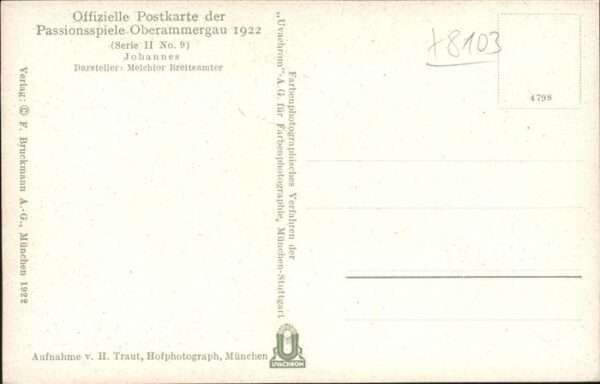 Offizielle Postkarte der
Passionsspiele Oberammergau 1922
(Serie II No. 9)
Johannes
Darsteller: Melchior Breitsamter
Verlag: © F. Bruckmann A.-G., München 1922
Aufnahme v. H. Traut, Hofphotograph, München
Farbenphotographisches Verfahren der
„Uvachrom“-A.G. für Farbenphotographie, München-Stuttgart
U
UVACHROM
+8103
4798